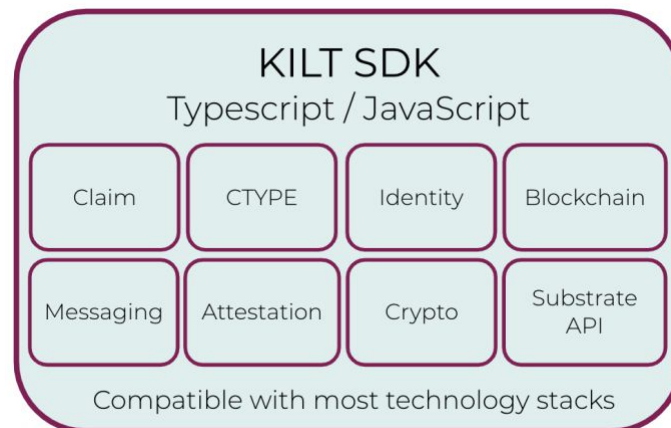 KILT SDK
Typescript / JavaScript
Claim
CTYPE
Identity
Blockchain
Messaging
Attestation
Crypto
Substrate
API
Compatible with most technology stacks